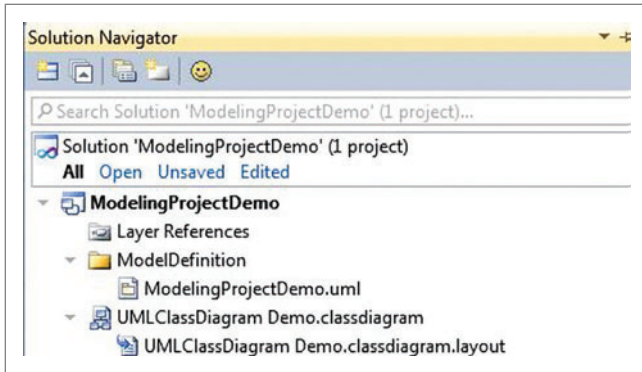 Solution Navigator
Search Solution 'ModelingProjectDemo' (1 project)...
Solution 'ModelingProjectDemo' (1 project)
All Open Unsaved Edited
ModelingProjectDemo
Layer References
ModelDefinition
ModelingProjectDemo.uml
UMLClassDiagram Demo.classdiagram
UMLClassDiagram Demo.classdiagram.layout